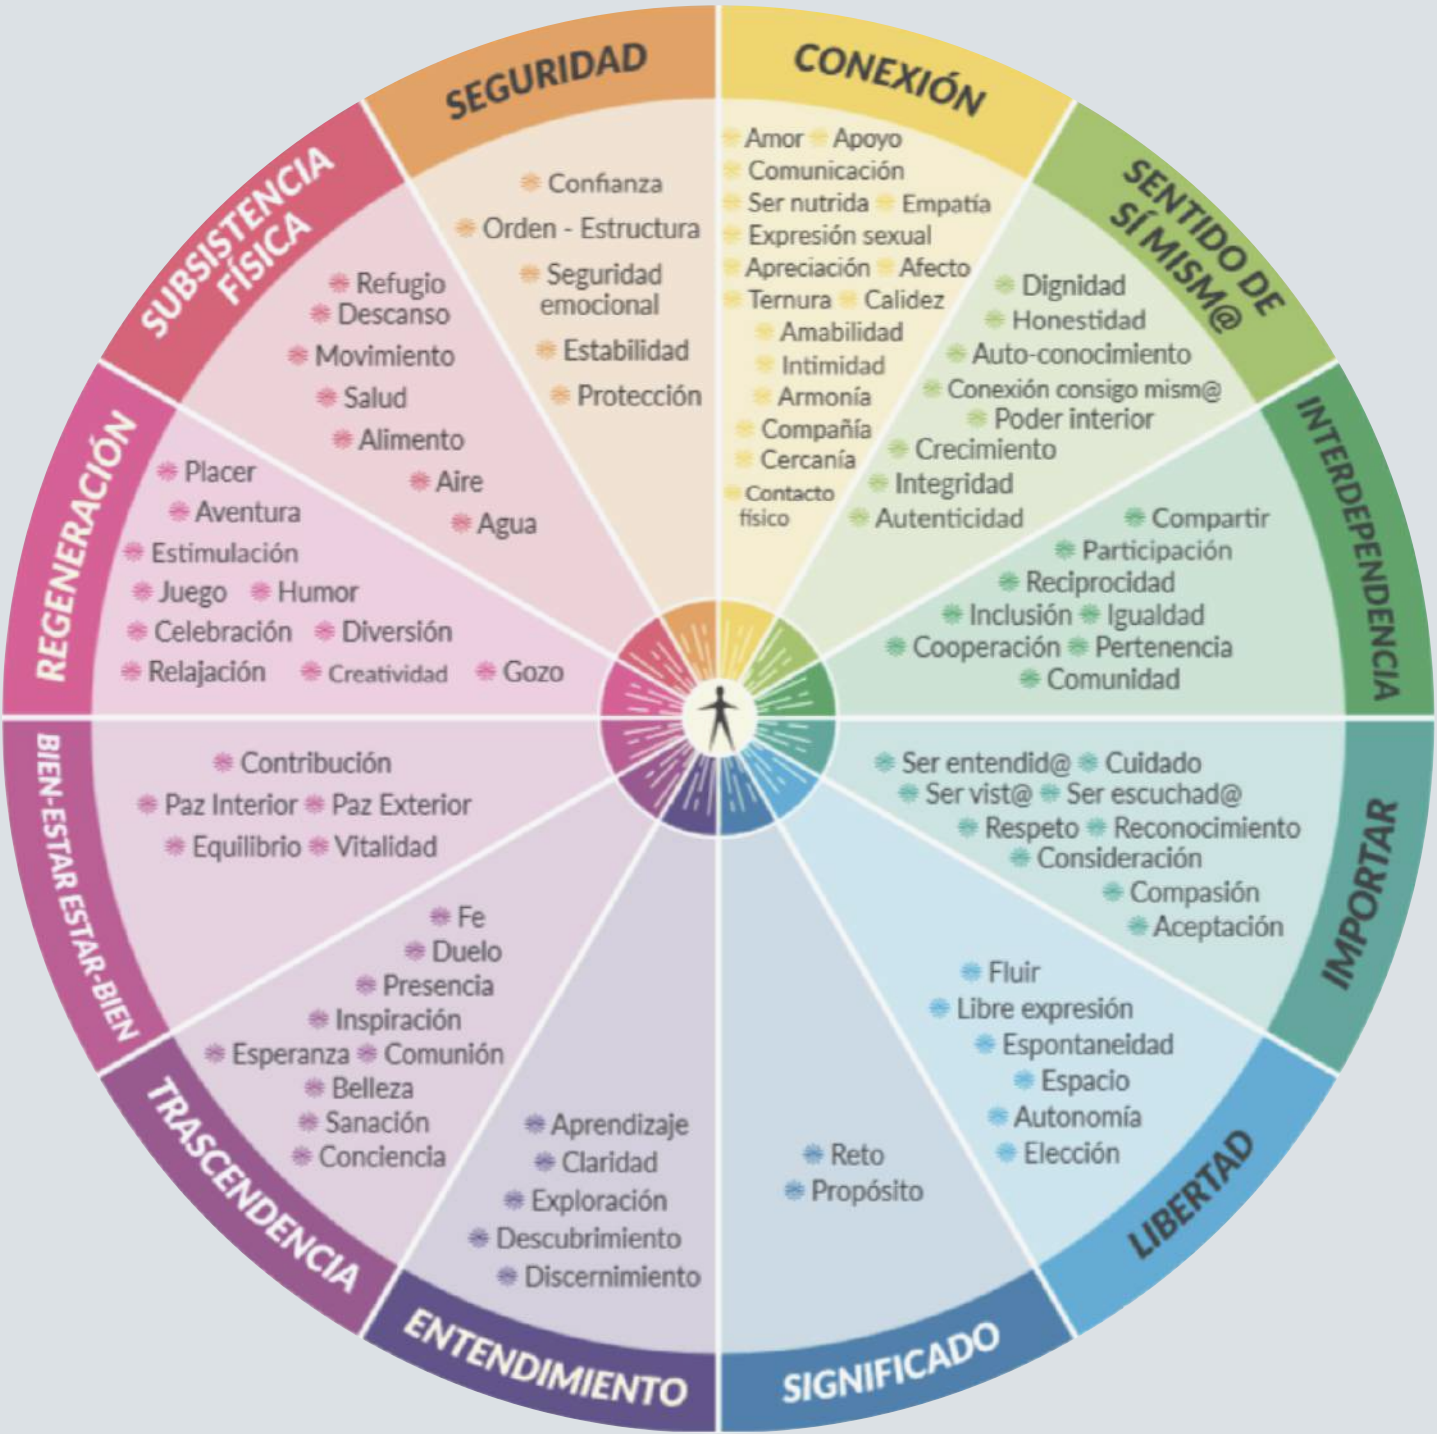 SEGURIDAD
Confianza
Orden - Estructura
Seguridad
emocional
Estabilidad
Protección
CONEXIÓN
Amor Apoyo
Comunicación
Ser nutrida Empatía
Expresión sexual
Apreciación Afecto
Ternura Calidez
Amabilidad
Intimidad
Armonía
Compañía
Cercanía
Contacto
físico
SENTIDO DE
SÍ MISM@
Dignidad
Honestidad
Auto-conocimiento
Conexión consigo mism@
Poder interior
Crecimiento
Integridad
Autenticidad
INTERDEPENDENCIA
Compartir
Participación
Reciprocidad
Inclusión Igualdad
Cooperación Pertenencia
Comunidad
IMPORTAR
Ser entendid@ Cuidado
Ser vist@ Ser escuchad@
Respeto Reconocimiento
Consideración
Compasión
Aceptación
LIBERTAD
Fluir
Libre expresión
Espontaneidad
Espacio
Autonomía
Elección
SIGNIFICADO
Reto
Propósito
ENTENDIMIENTO
Aprendizaje
Claridad
Exploración
Descubrimiento
Discernimiento
TRASCENDENCIA
Fe
Duelo
Presencia
Inspiración
Esperanza Comunión
Belleza
Sanación
Conciencia
BIEN-ESTAR ESTAR-BIEN
Contribución
Paz Interior Paz Exterior
Equilibrio Vitalidad
REGENERACIÓN
Placer
Aventura
Estimulación
Juego Humor
Celebración Diversión
Relajación Creatividad Gozo
SUBSISTENCIA
FÍSICA
Refugio
Descanso
Movimiento
Salud
Alimento
Aire
Agua